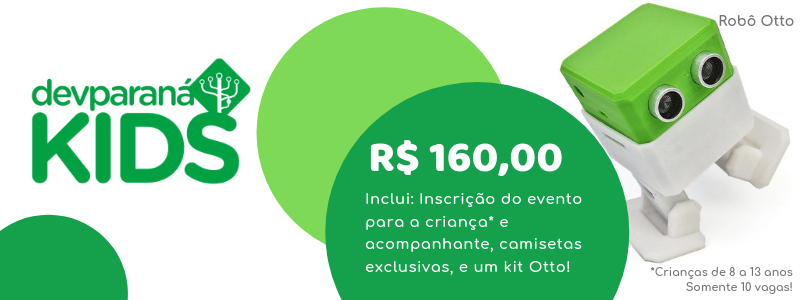 devparaná
KIDS
R$ 160,00
Inclui: Inscrição do evento
para a criança* e
acompanhante, camisetas
exclusivas, e um kit Otto!
Robô Otto
*Crianças de 8 a 13 anos
Somente 10 vagas!